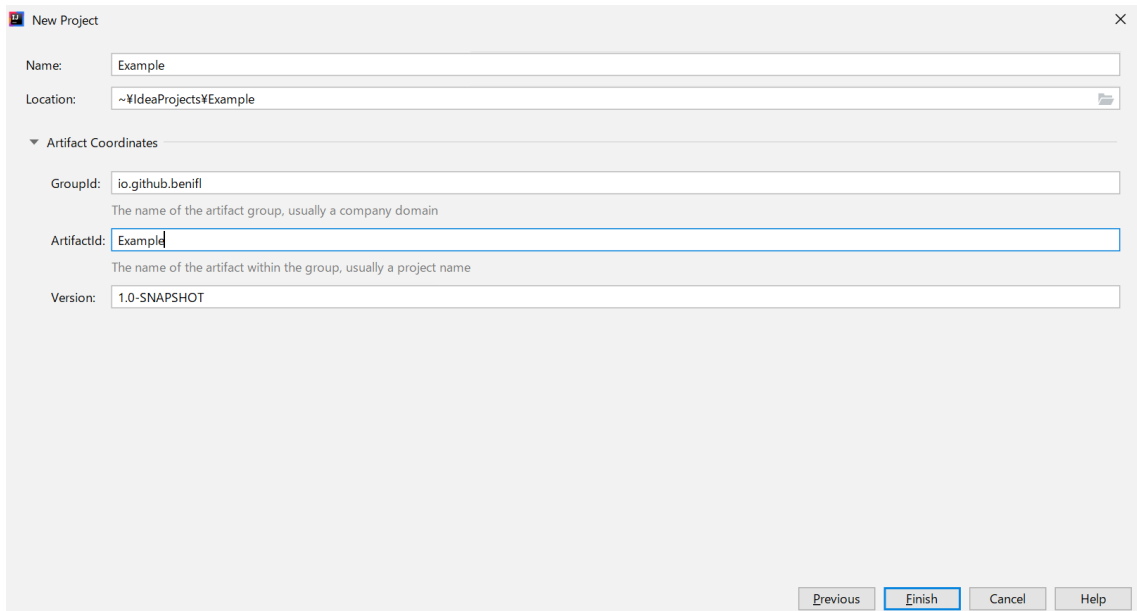 New Project
Name: Example
Location: ~¥IdeaProjects¥Example
Artifact Coordinates
GroupId: io.github.benifl
The name of the artifact group, usually a company domain
ArtifactId: Example
The name of the artifact within the group, usually a project name
Version: 1.0-SNAPSHOT
Previous Finish Cancel Help